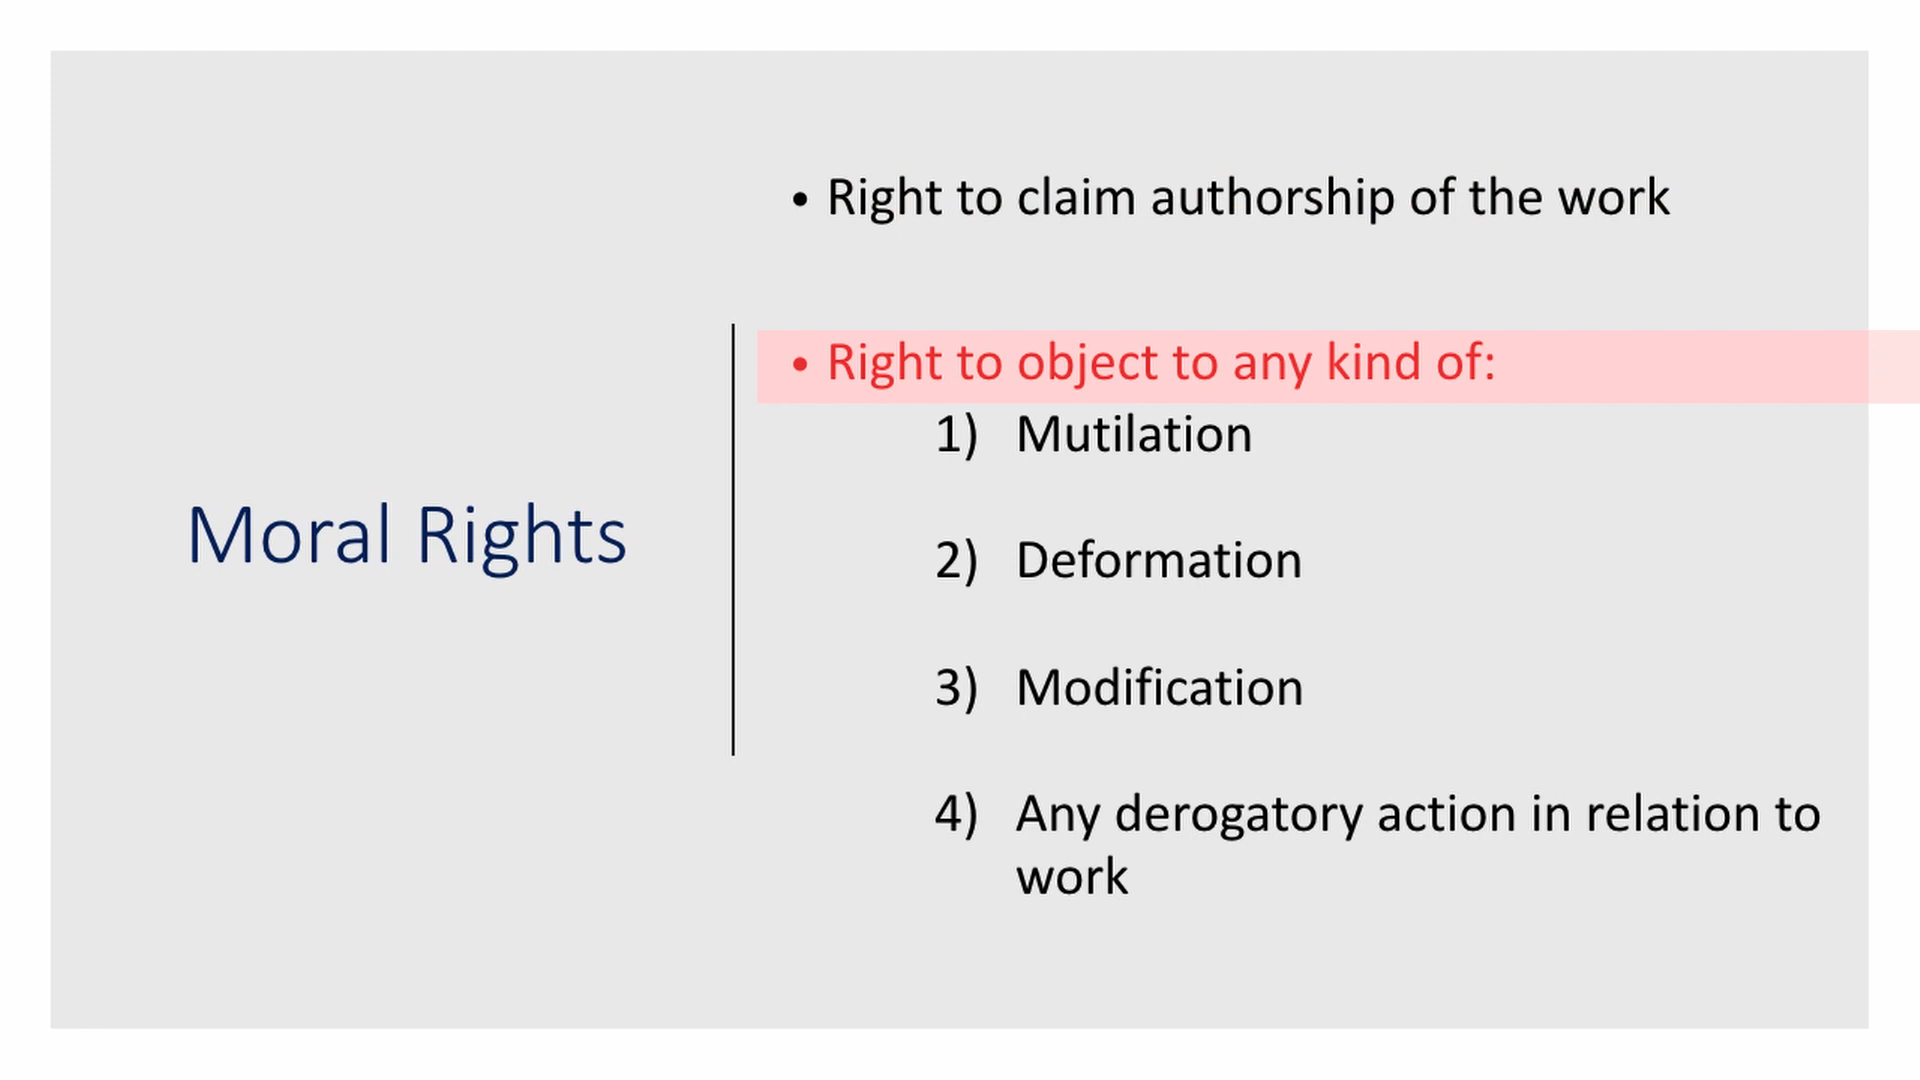 Moral Rights
• Right to claim authorship of the work
• Right to object to any kind of:
1) Mutilation
2) Deformation
3) Modification
4) Any derogatory action in relation to
work